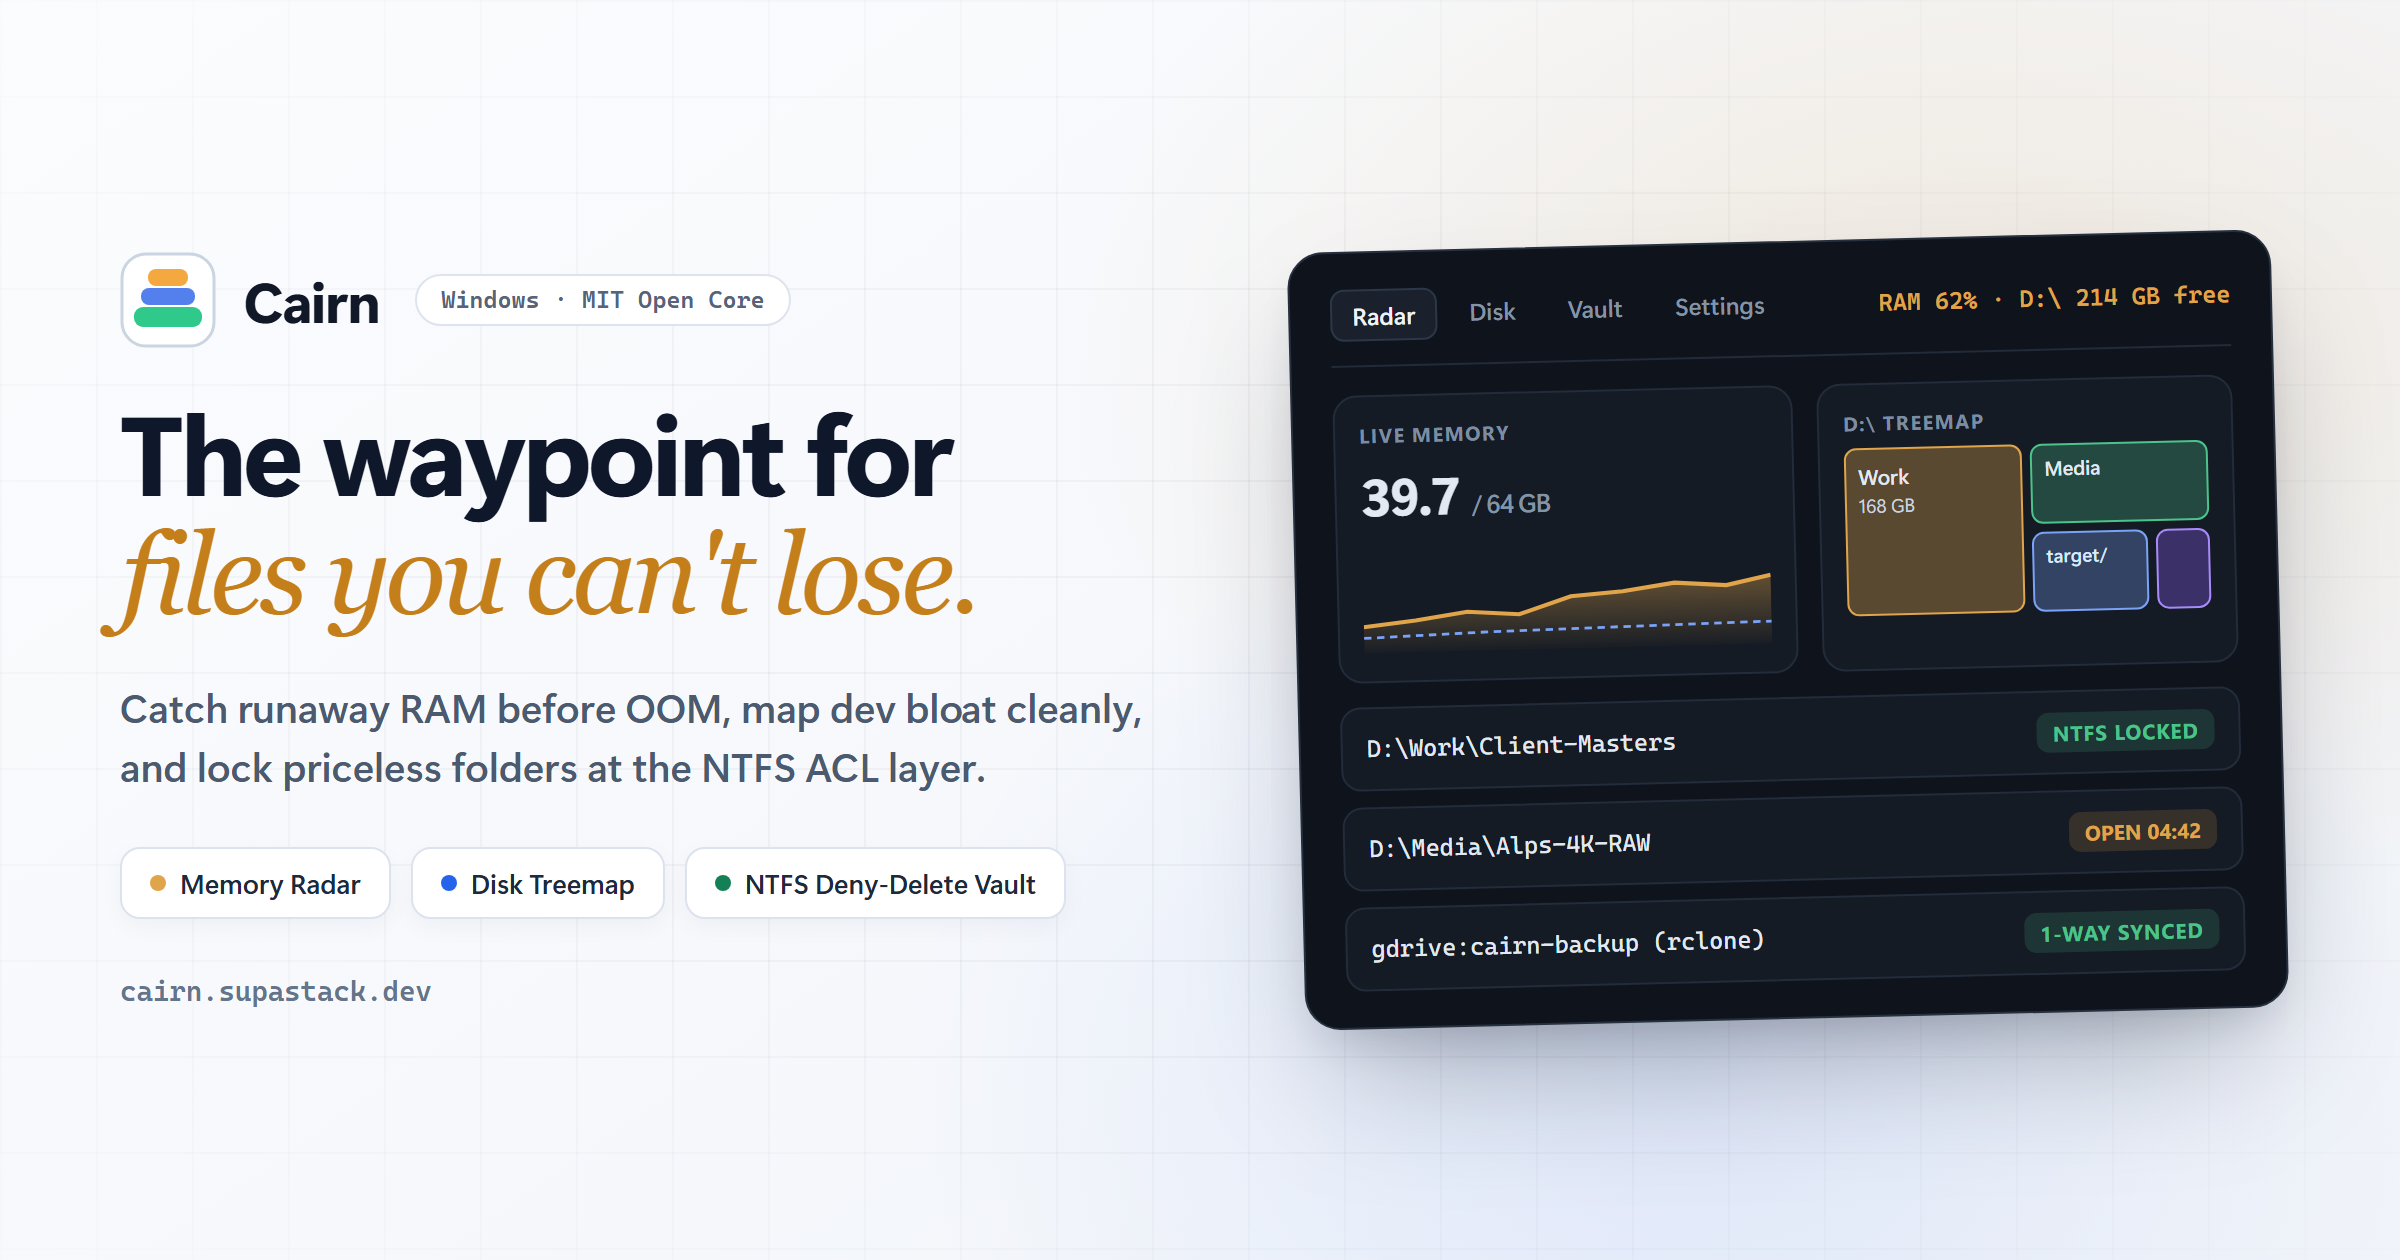 Cairn
Windows · MIT Open Core
The waypoint for
files you can't lose.
Catch runaway RAM before OOM, map dev bloat cleanly,
and lock priceless folders at the NTFS ACL layer.
Memory Radar
Disk Treemap
NTFS Deny-Delete Vault
cairn.supastack.dev
Radar
Disk
Vault
Settings
RAM 62% · D:\ 214 GB free
LIVE MEMORY
39.7 / 64 GB
D:\ TREEMAP
Work
168 GB
Media
target/
D:\Work\Client-Masters
NTFS LOCKED
D:\Media\Alps-4K-RAW
OPEN 04:42
gdrive:cairn-backup (rclone)
1-WAY SYNCED